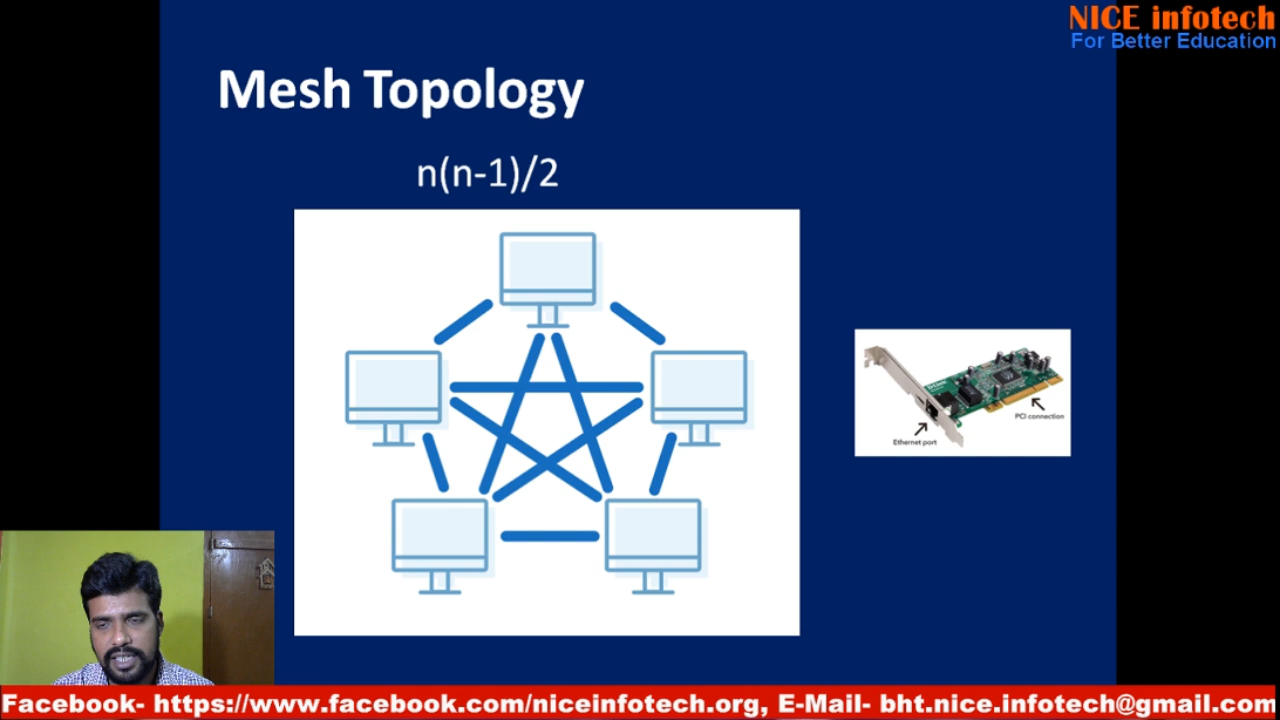 NICE infotech
For Better Education
Mesh Topology
n(n-1)/2
D-Link
PCI connection
Ethernet port
Facebook- https://www.facebook.com/niceinfotech.org, E-Mail- bht.nice.infotech@gmail.com